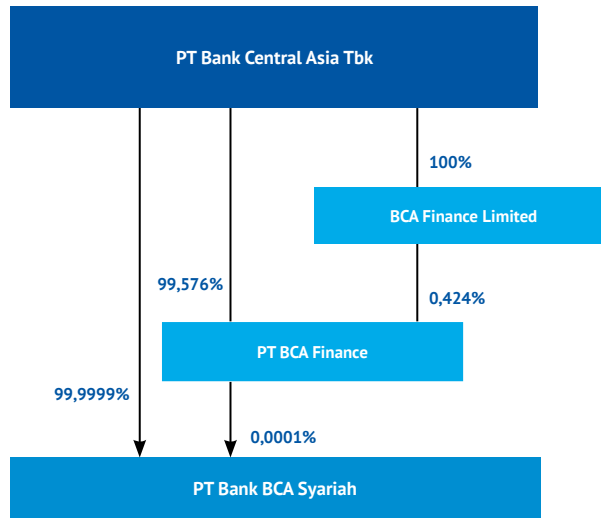 PT Bank Central Asia Tbk
100%
BCA Finance Limited
99,576%
0,424%
PT BCA Finance
99,9999%
0,0001%
PT Bank BCA Syariah